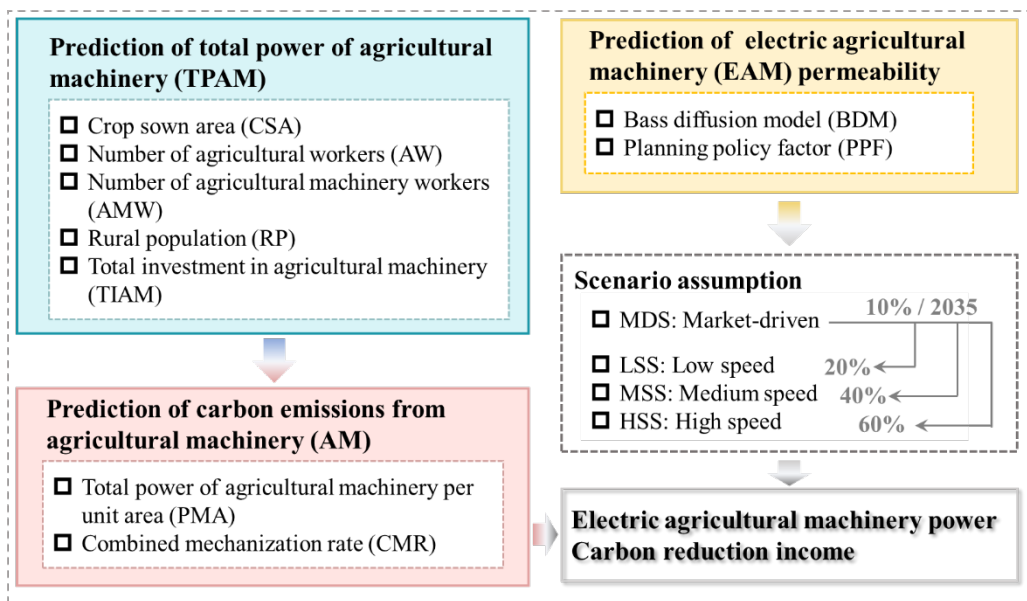 Prediction of total power of agricultural
machinery (TPAM)
Crop sown area (CSA)
Number of agricultural workers (AW)
Number of agricultural machinery workers
(AMW)
Rural population (RP)
Total investment in agricultural machinery
(TIAM)
Prediction of carbon emissions from
agricultural machinery (AM)
Total power of agricultural machinery per
unit area (PMA)
Combined mechanization rate (CMR)
Prediction of electric agricultural
machinery (EAM) permeability
Bass diffusion model (BDM)
Planning policy factor (PPF)
Scenario assumption
10% / 2035
MDS: Market-driven
LSS: Low speed 20%
MSS: Medium speed 40%
HSS: High speed 60%
Electric agricultural machinery power
Carbon reduction income